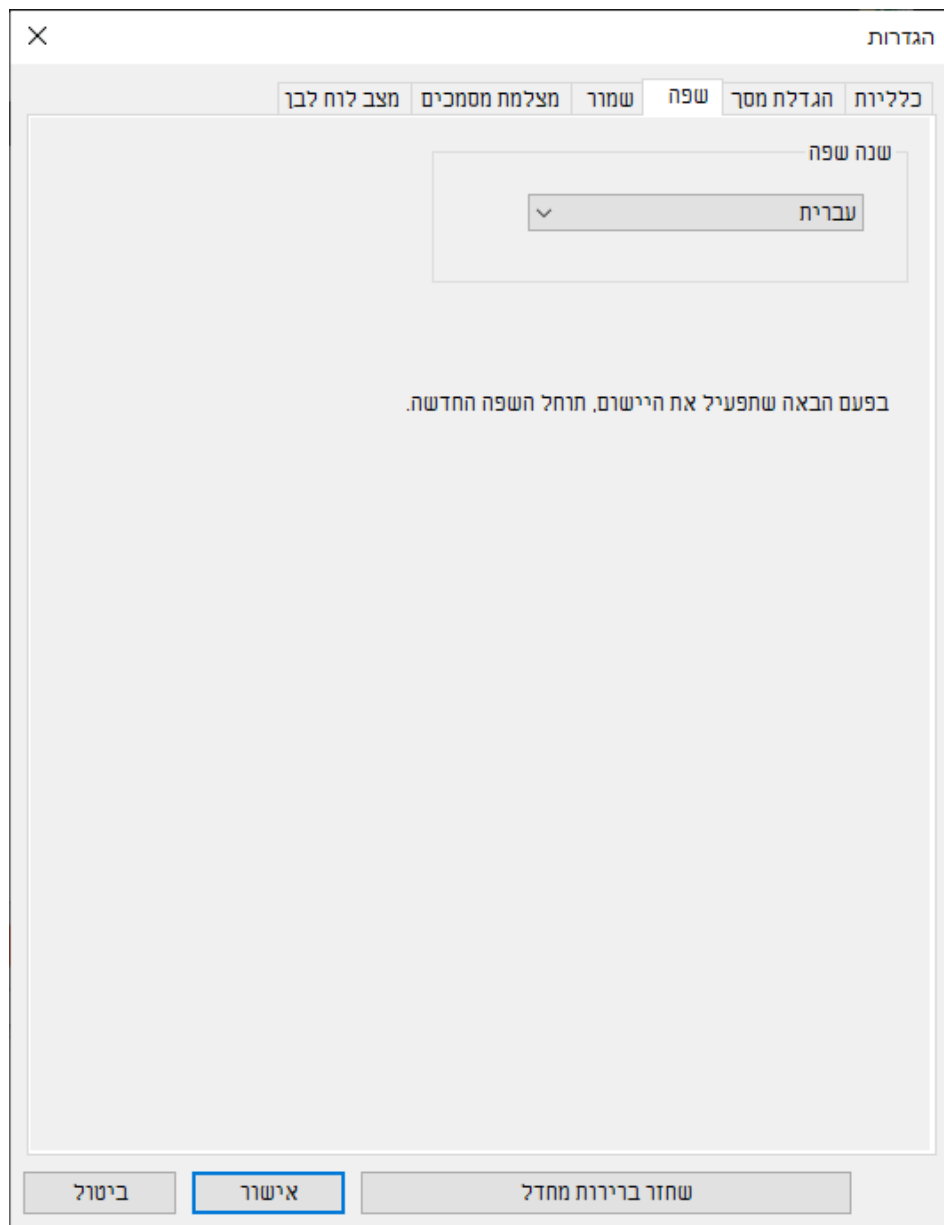 הגדרות
כלליות הגדלת מסך שפה שמור מצלמת מסמכים מצב לוח לבן
שנה שפה
עברית
בפעם הבאה שתפעיל את היישום, תוחל השפה החדשה.
שחזר ברירות מחדל אישור ביטול